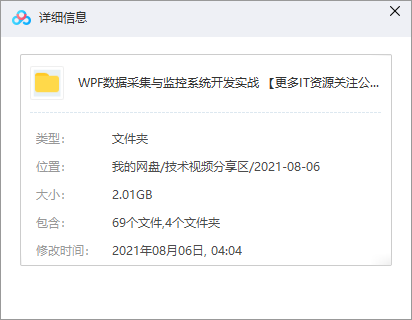 详细信息
WPF数据采集与监控系统开发实战 【更多IT资源关注公...
类型： 文件夹
位置： 我的网盘/技术视频分享区/2021-08-06
大小： 2.01GB
包含： 69个文件,4个文件夹
修改时间： 2021年08月06日, 04:04